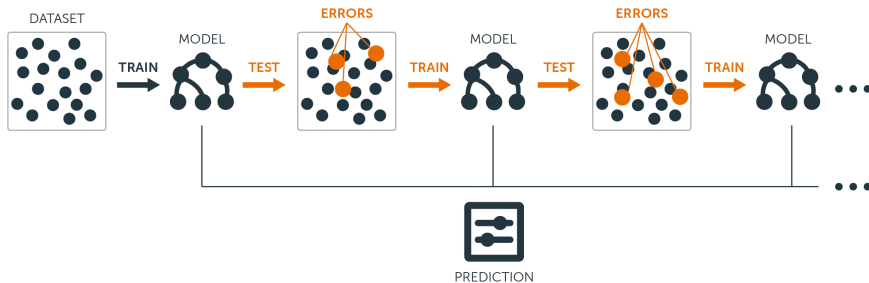 DATASET
TRAIN
MODEL
TEST
ERRORS
TRAIN
MODEL
TEST
ERRORS
TRAIN
MODEL
PREDICTION